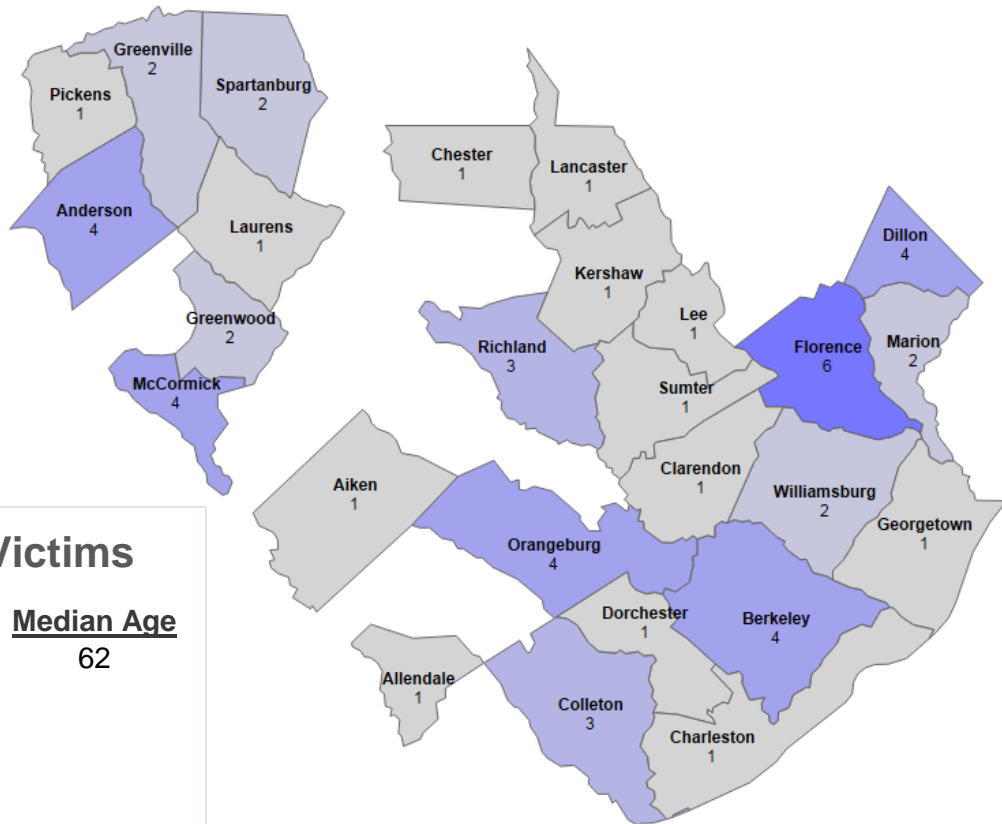 Greenville
2
Spartanburg
2
Pickens
1
Anderson
4
Laurens
1
Greenwood
2
McCormick
4
Chester
1
Lancaster
1
Kershaw
1
Lee
1
Richland
3
Sumter
1
Dillon
4
Florence
6
Marion
2
Clarendon
1
Williamsburg
2
Georgetown
1
Aiken
1
Orangeburg
4
Dorchester
1
Berkeley
4
Allendale
1
Colleton
3
Charleston
1
Victims
Median Age
62